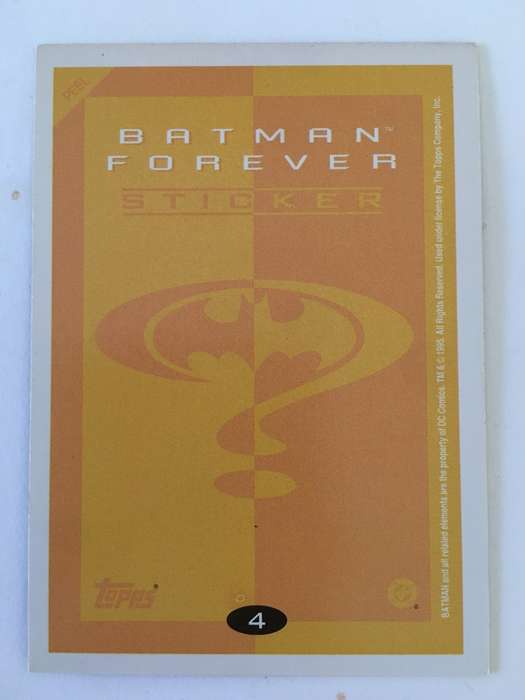 PEEL
BATMAN™
FOREVER
STICKER
BATMAN and all related elements are the property of DC Comics. TM & © 1995. All Rights Reserved. Used under license by The Topps Company, Inc.
Topps
4